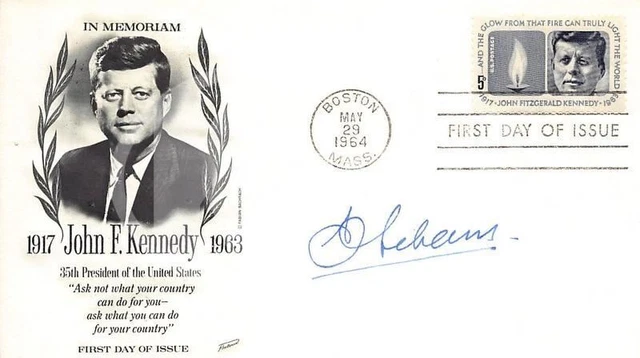 IN MEMORIAM
© FABIAN BACHRACH
1917 John F. Kennedy 1963
35th President of the United States
"Ask not what your country
can do for you—
ask what you can do
for your country"
FIRST DAY OF ISSUE
...AND THE GLOW FROM THAT FIRE CAN TRULY LIGHT THE WORLD
U.S. POSTAGE
5¢
1917·JOHN FITZGERALD KENNEDY·1963
BOSTON
MAY
29
1964
MASS.
FIRST DAY OF ISSUE